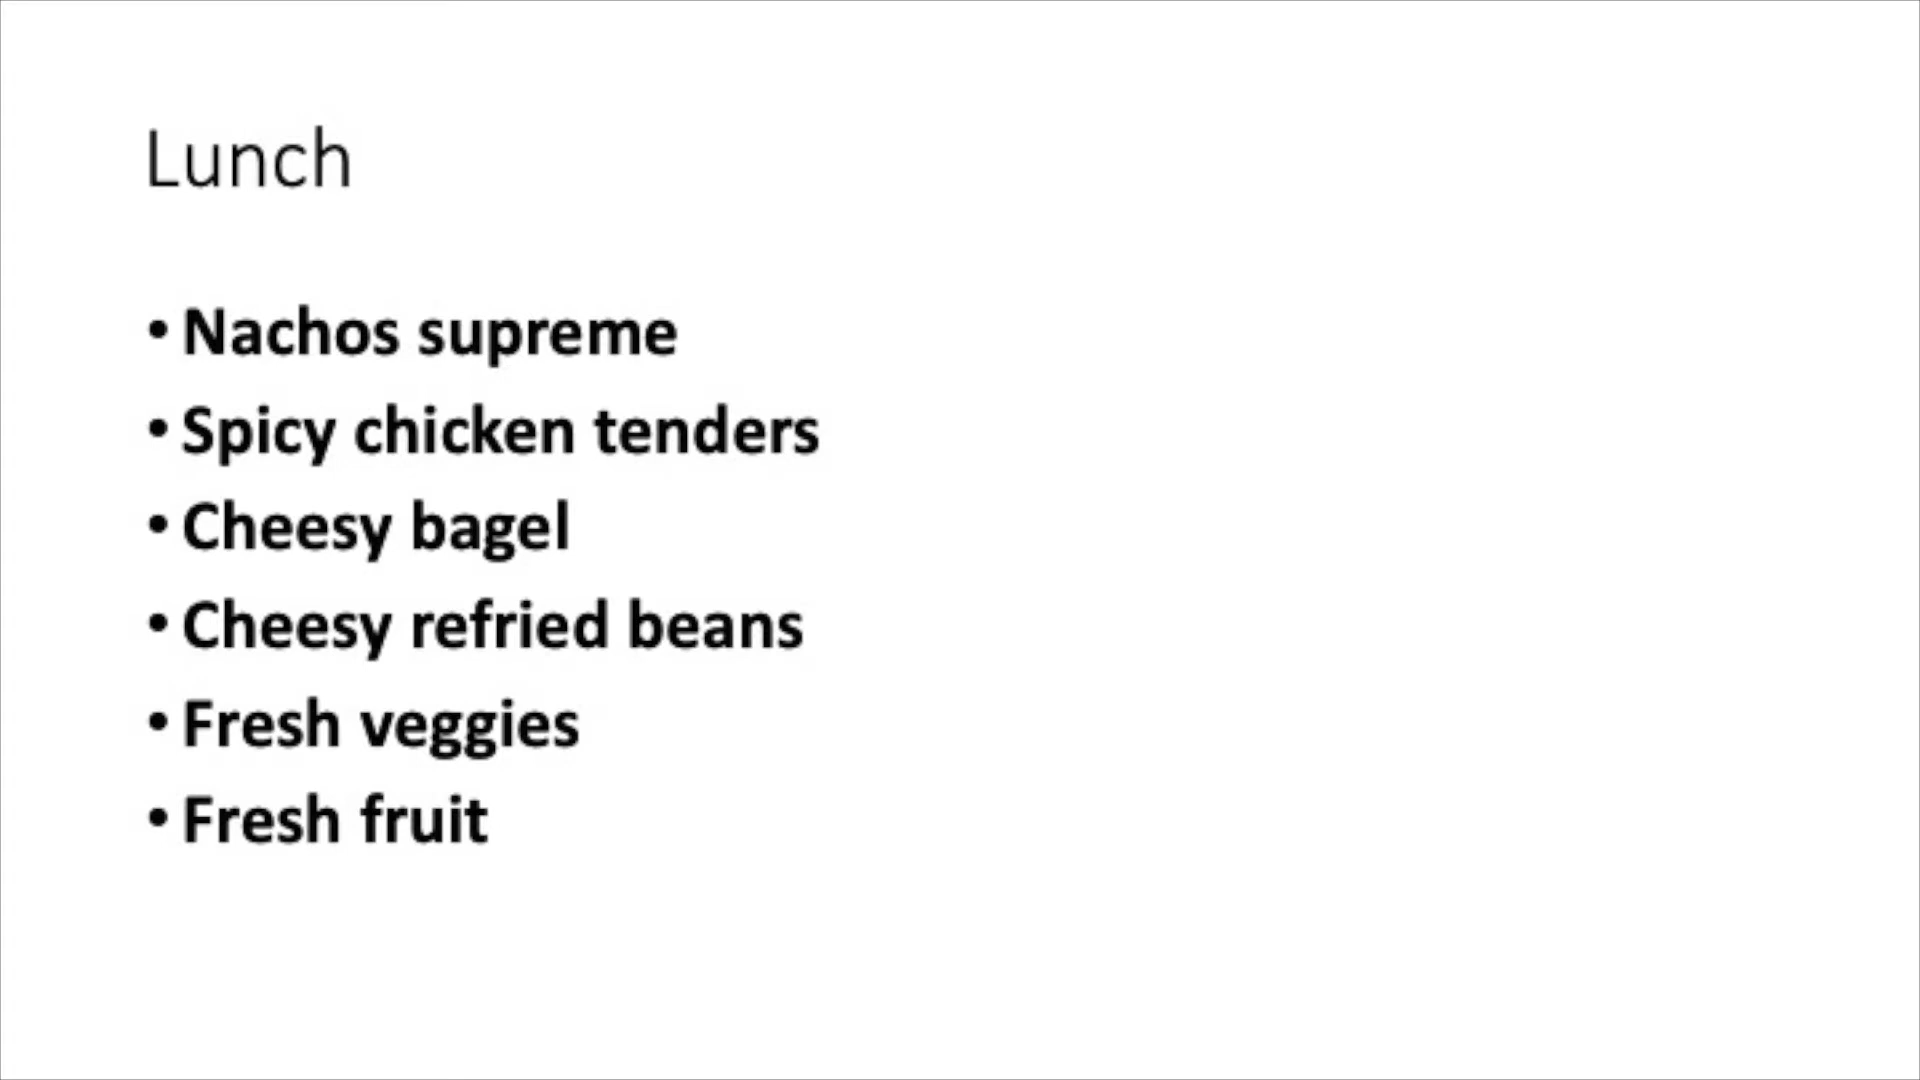 Lunch
• Nachos supreme
• Spicy chicken tenders
• Cheesy bagel
• Cheesy refried beans
• Fresh veggies
• Fresh fruit